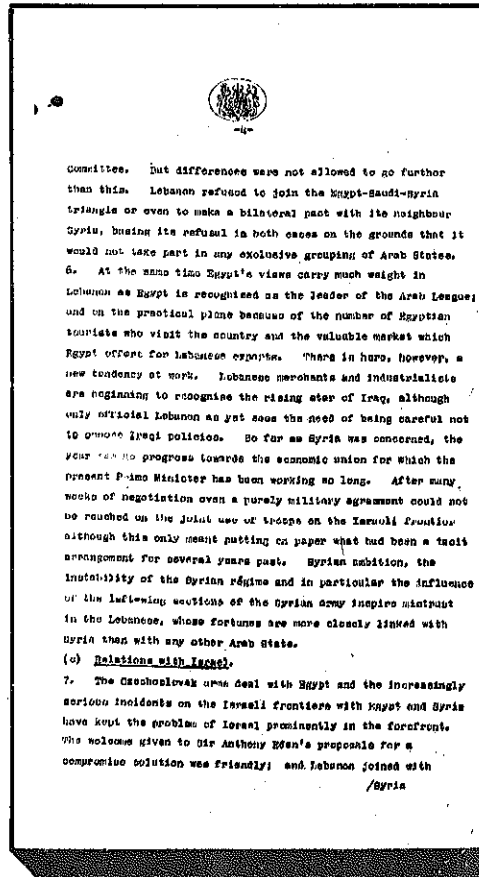 -4-
Committee. But differences were not allowed to go further
than this. Lebanon refused to join the Egypt-Saudi-Syria
triangle or even to make a bilateral pact with its neighbour
Syria, basing its refusal in both cases on the grounds that it
would not take part in any exclusive grouping of Arab States.
6. At the same time Egypt's views carry much weight in
Lebanon as Egypt is recognised as the leader of the Arab League;
and on the practical plane because of the number of Egyptian
tourists who visit the country and the valuable market which
Egypt offers for Lebanese exports. There is here, however, a
new tendency at work. Lebanese merchants and industrialists
are beginning to recognise the rising star of Iraq, although
only official Lebanon as yet sees the need of being careful not
to oppose Iraqi policies. So far as Syria was concerned, the
year saw no progress towards the economic union for which the
present Prime Minister has been working so long. After many
weeks of negotiation even a purely military agreement could not
be reached on the joint use of troops on the Israeli frontier
although this only meant putting on paper what had been a tacit
arrangement for several years past. Syrian ambition, the
instability of the Syrian régime and in particular the influence
of the leftwing sections of the Syrian army inspire mistrust
in the Lebanese, whose fortunes are more closely linked with
Syria than with any other Arab State.
(c) Relations with Israel.
7. The Czechoslovak arms deal with Egypt and the increasingly
serious incidents on the Israeli frontiers with Egypt and Syria
have kept the problem of Israel prominently in the forefront.
The welcome given to Sir Anthony Eden's proposals for a
compromise solution was friendly; and Lebanon joined with
/Syria